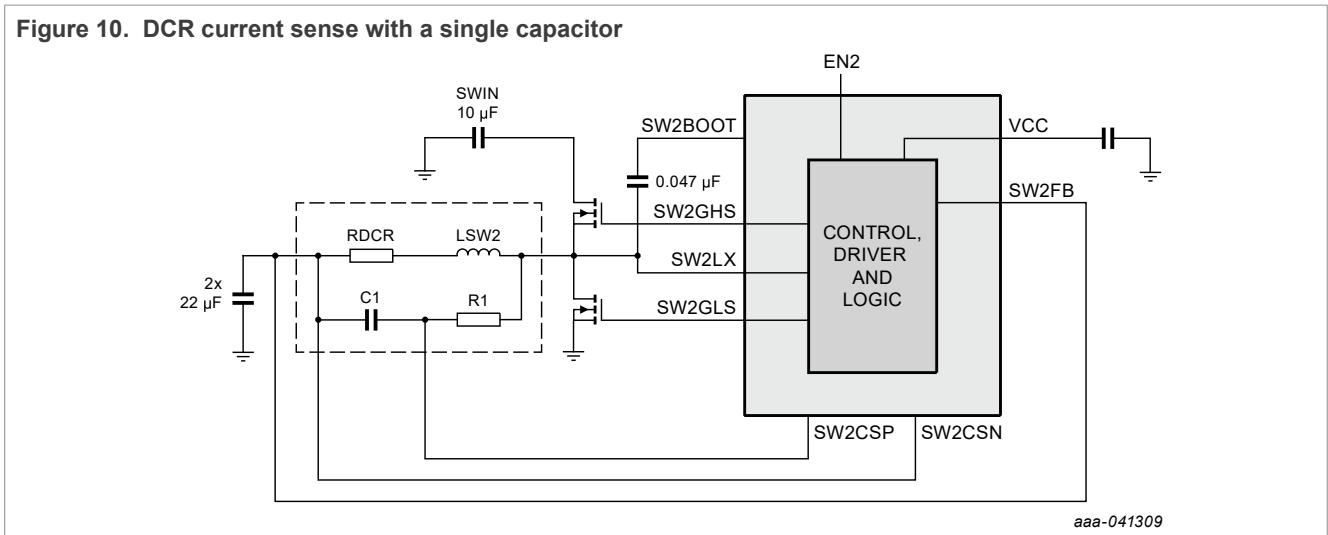 Figure 10. DCR current sense with a single capacitor
EN2
SWIN
10 µF
SW2BOOT
VCC
0.047 µF
SW2FB
SW2GHS
RDCR
LSW2
CONTROL,
DRIVER
AND
LOGIC
SW2LX
2x
22 µF
C1
R1
SW2GLS
SW2CSP
SW2CSN
aaa-041309